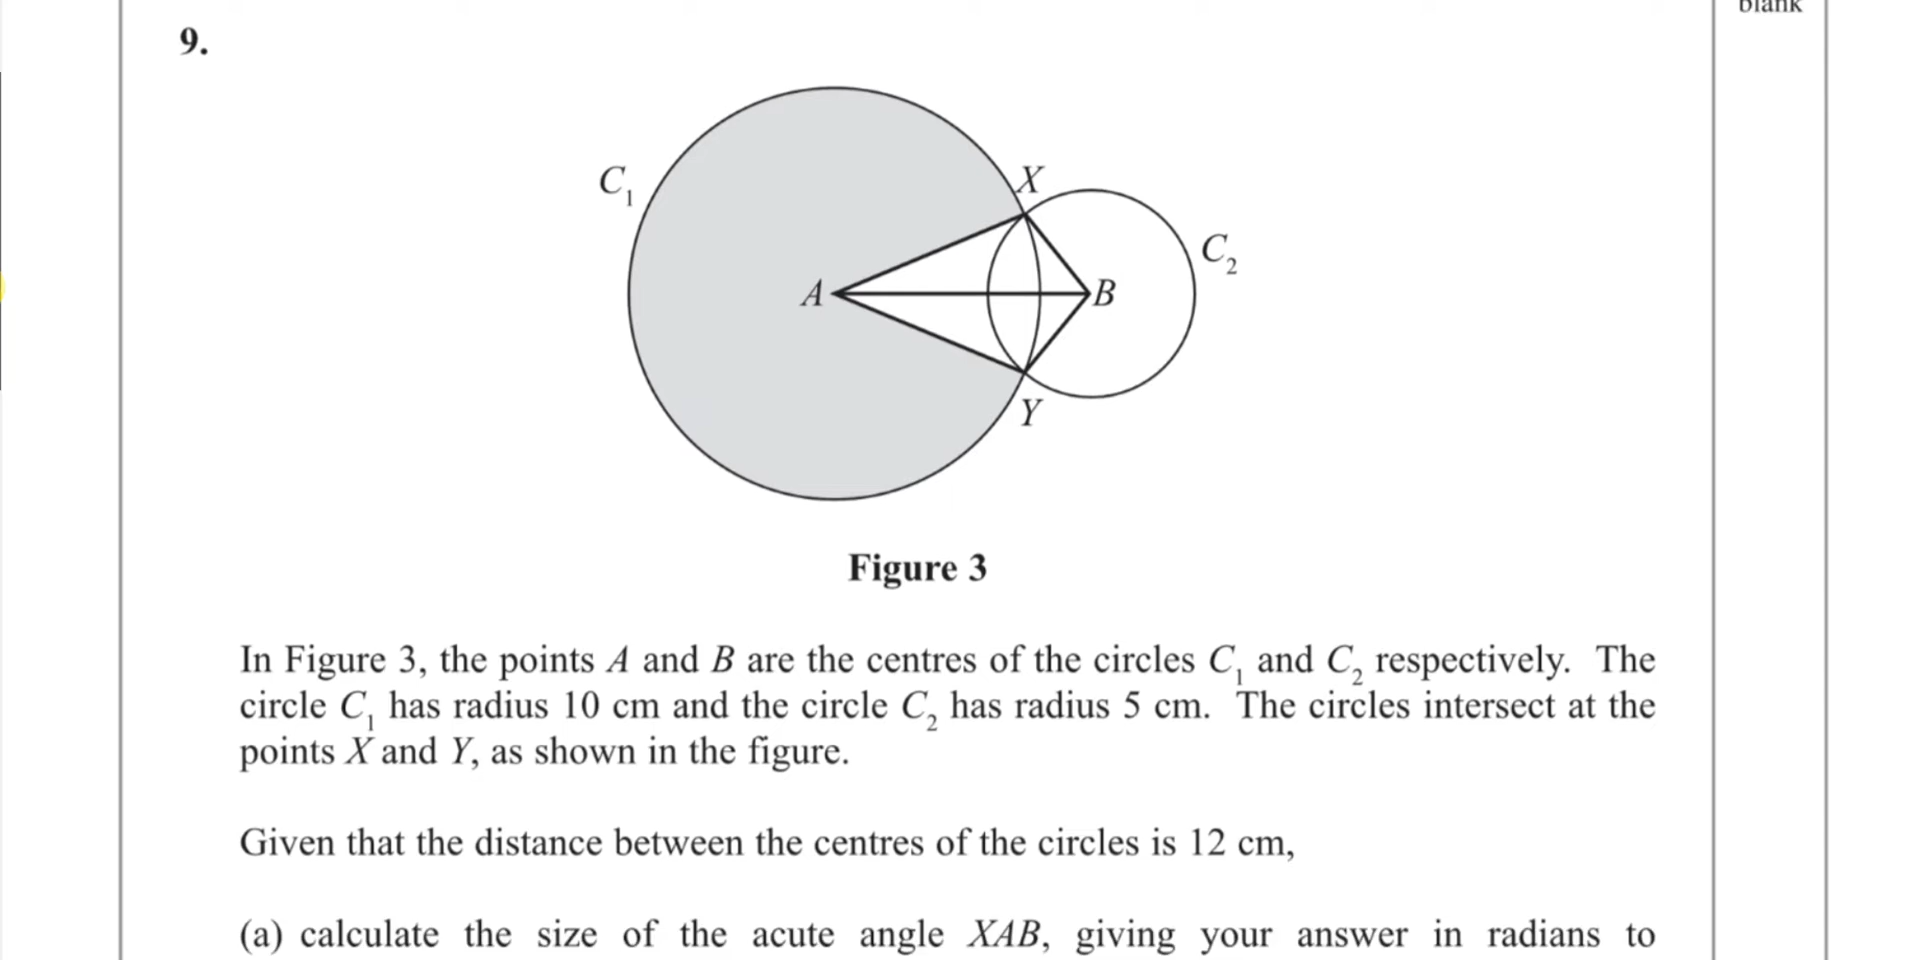 blank
9.
C1
X
C2
A
B
Y
Figure 3
In Figure 3, the points A and B are the centres of the circles C1 and C2 respectively. The
circle C1 has radius 10 cm and the circle C2 has radius 5 cm. The circles intersect at the
points X and Y, as shown in the figure.
Given that the distance between the centres of the circles is 12 cm,
(a) calculate the size of the acute angle XAB, giving your answer in radians to